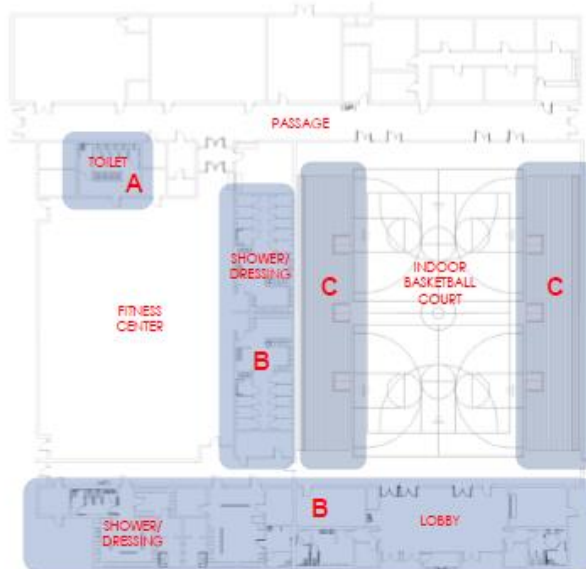 PASSAGE
TOILET
A
SHOWER/
DRESSING
C
INDOOR
BASKETBALL
COURT
C
FITNESS
CENTER
B
B
SHOWER/
DRESSING
LOBBY